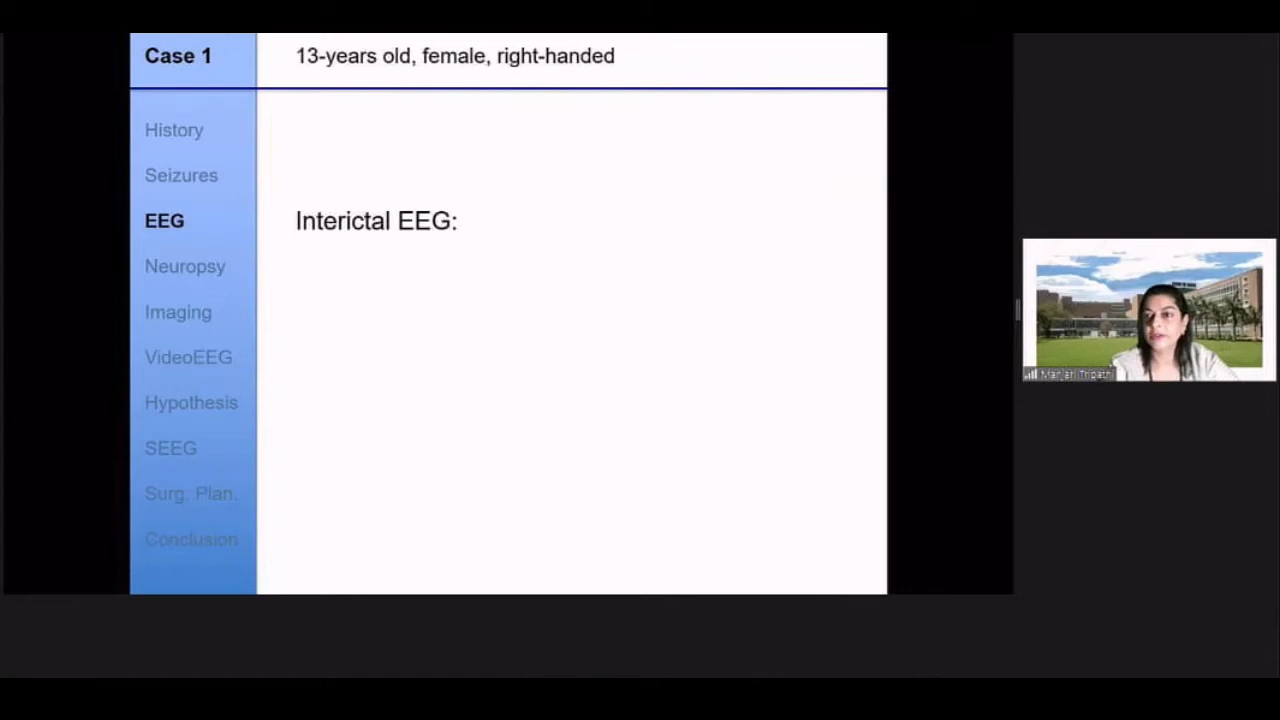 Case 1
13-years old, female, right-handed
History
Seizures
EEG
Interictal EEG:
Neuropsy
Imaging
VideoEEG
Hypothesis
SEEG
Surg. Plan.
Conclusion
Manjari Tripathi